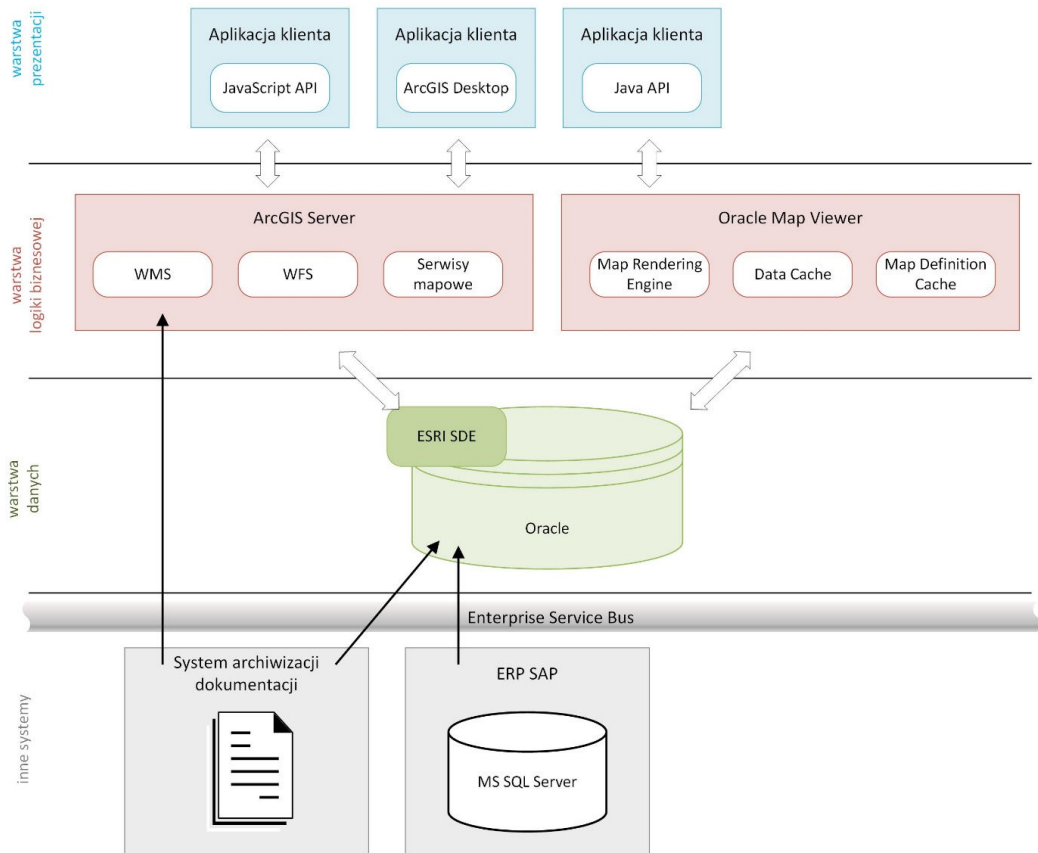 warstwa
prezentacji
Aplikacja klienta
JavaScript API
Aplikacja klienta
ArcGIS Desktop
Aplikacja klienta
Java API
warstwa
logiki biznesowej
ArcGIS Server
WMS
WFS
Serwisy
mapowe
Oracle Map Viewer
Map Rendering
Engine
Data Cache
Map Definition
Cache
warstwa
danych
ESRI SDE
Oracle
Enterprise Service Bus
inne systemy
System archiwizacji
dokumentacji
ERP SAP
MS SQL Server